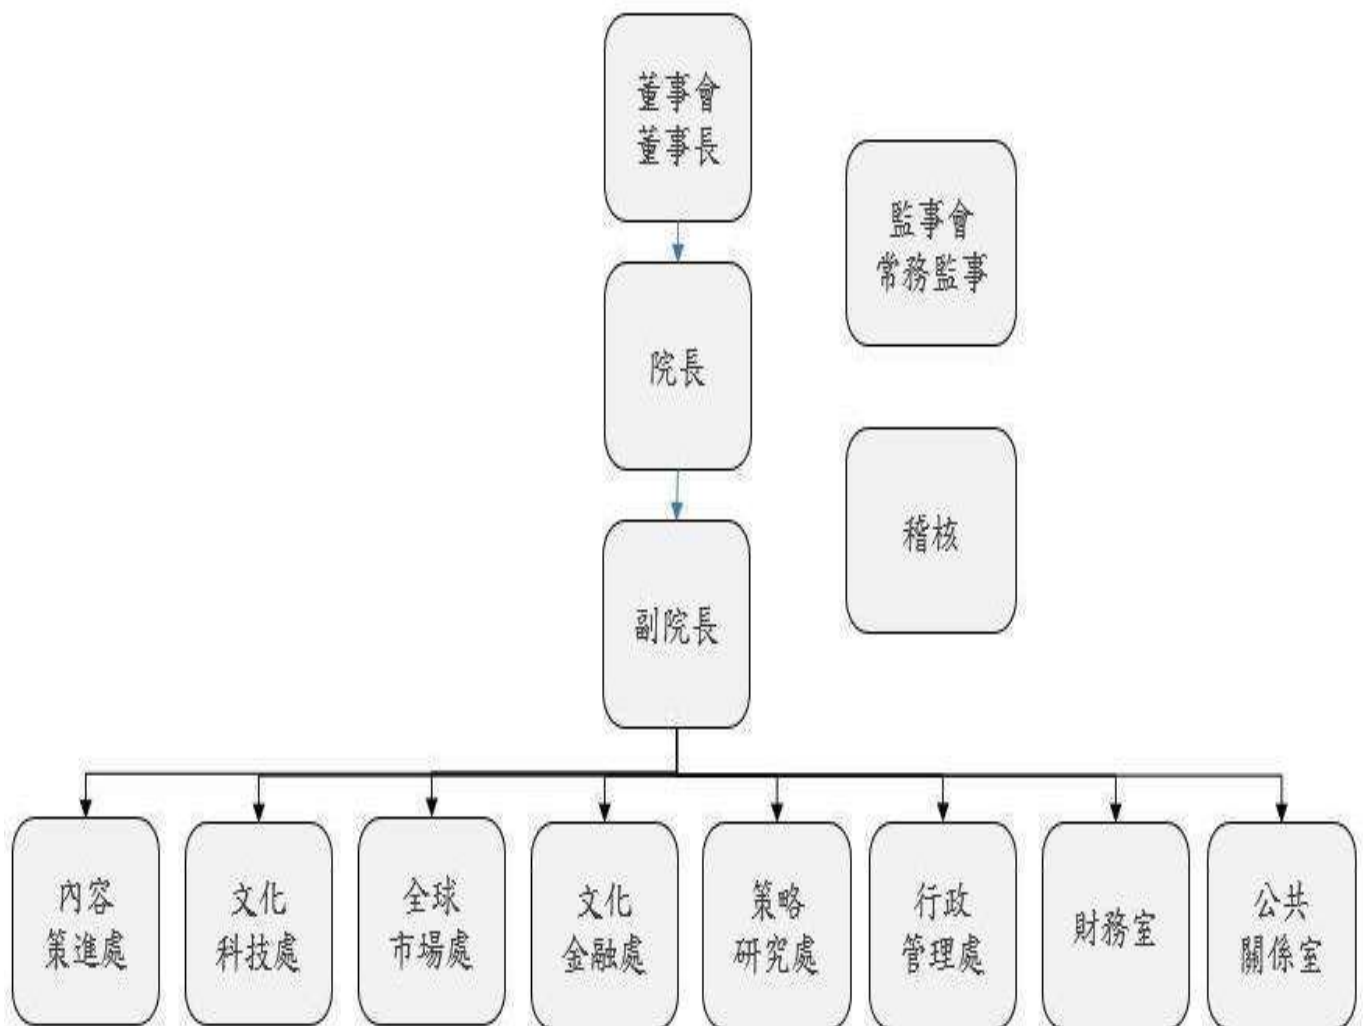 董事會
董事長
監事會
常務監事
院長
稽核
副院長
內容
策進處
文化
科技處
全球
市場處
文化
金融處
策略
研究處
行政
管理處
財務室
公共
關係室